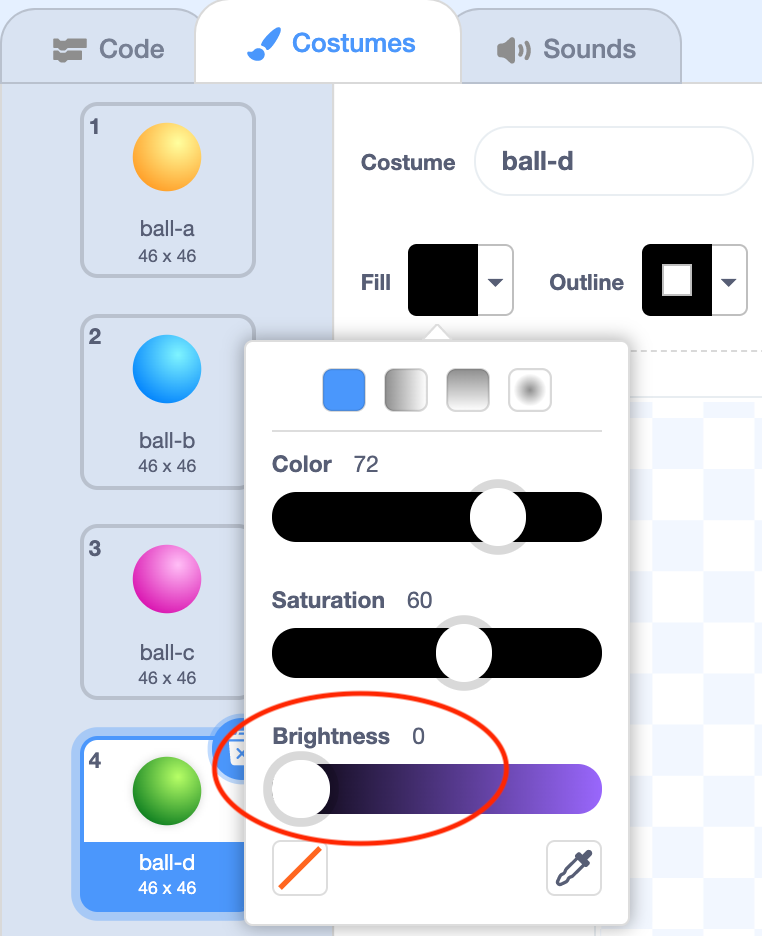 Code
Costumes
Sounds
1
ball-a
46 x 46
2
ball-b
46 x 46
3
ball-c
46 x 46
4
ball-d
46 x 46
Costume
ball-d
Fill
Outline
Color 72
Saturation 60
Brightness 0